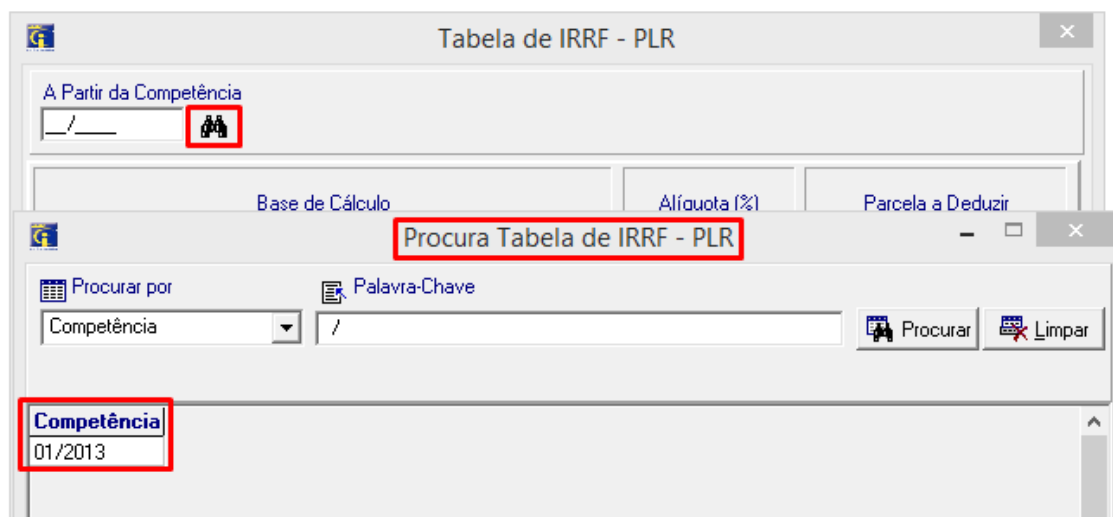 Tabela de IRRF - PLR
A Partir da Competência
__/____
Base de Cálculo
Alíquota (%)
Parcela a Deduzir
Procura Tabela de IRRF - PLR
Procurar por
Palavra-Chave
Competência
/
Procurar
Limpar
Competência
01/2013